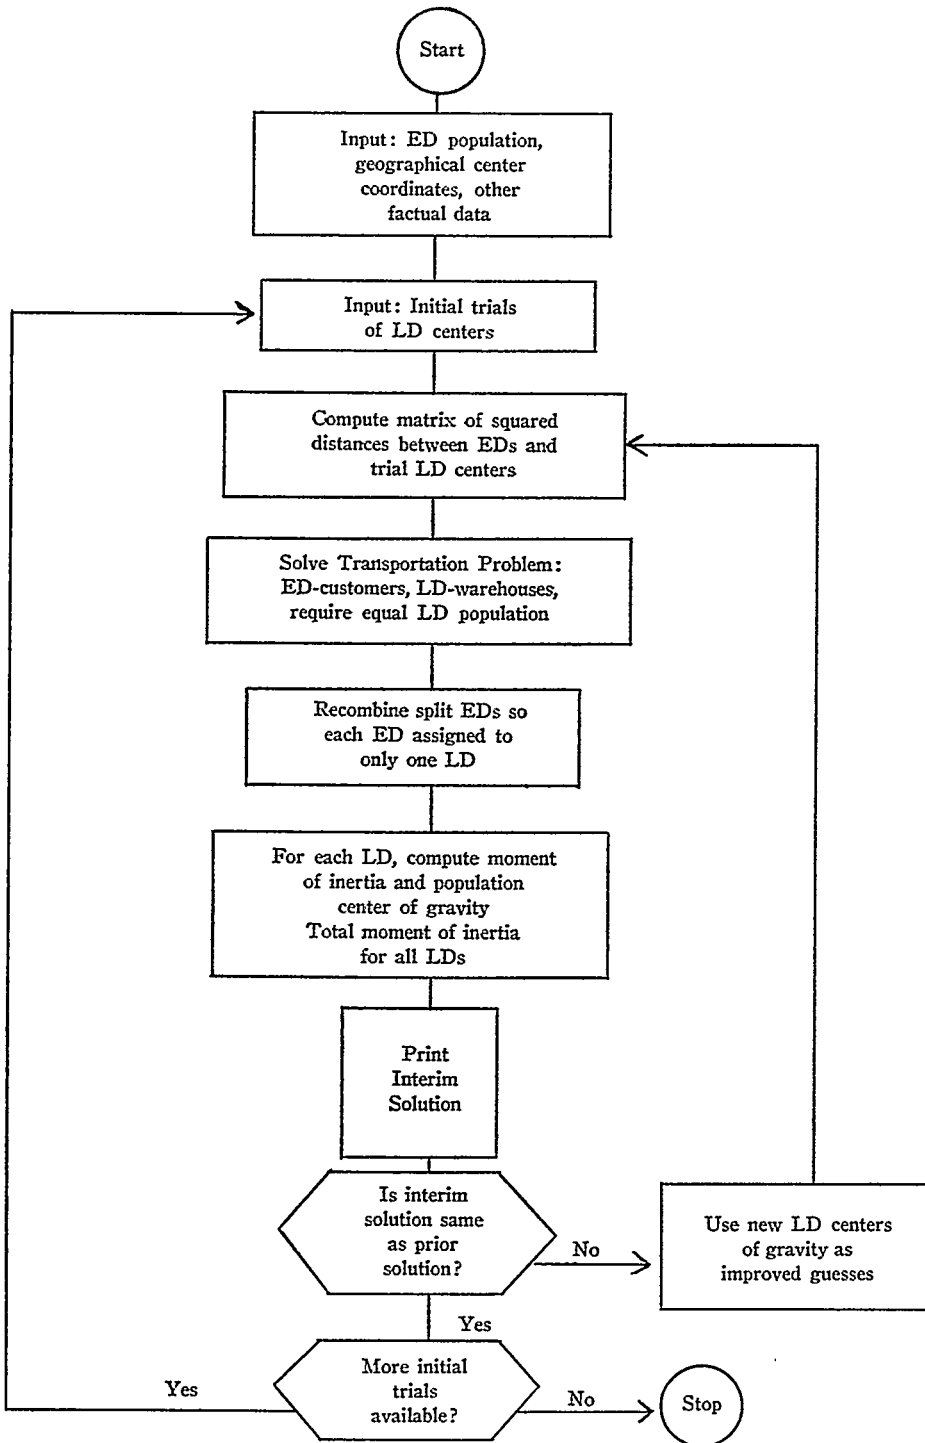 Start
Input: ED population,
geographical center
coordinates, other
factual data
Input: Initial trials
of LD centers
Compute matrix of squared
distances between EDs and
trial LD centers
Solve Transportation Problem:
ED-customers, LD-warehouses,
require equal LD population
Recombine split EDs so
each ED assigned to
only one LD
For each LD, compute moment
of inertia and population
center of gravity
Total moment of inertia
for all LDs
Print
Interim
Solution
Is interim
solution same
as prior
solution?
No
Use new LD centers
of gravity as
improved guesses
Yes
More initial
trials
available?
Yes
No
Stop